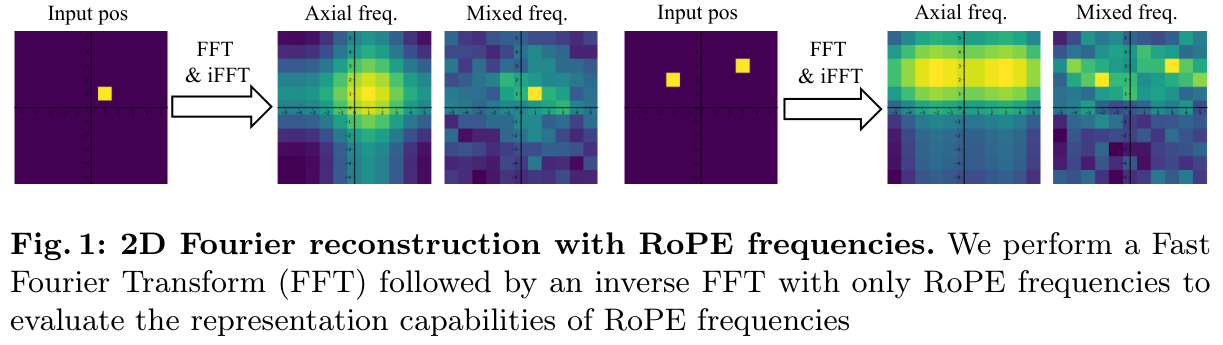 Input pos
Axial freq.
Mixed freq.
Input pos
Axial freq.
Mixed freq.
FFT
& iFFT
FFT
& iFFT
Fig. 1: 2D Fourier reconstruction with RoPE frequencies. We perform a Fast
Fourier Transform (FFT) followed by an inverse FFT with only RoPE frequencies to
evaluate the representation capabilities of RoPE frequencies